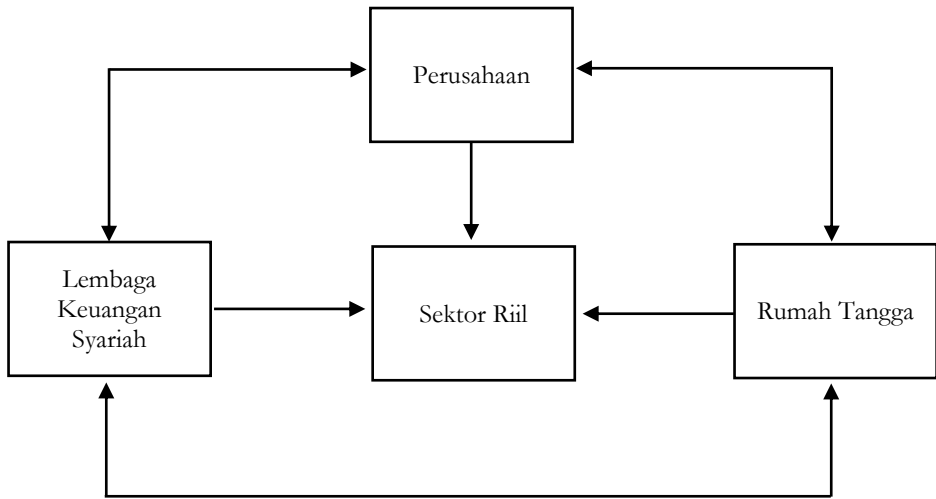 Perusahaan
Lembaga
Keuangan
Syariah
Sektor Riil
Rumah Tangga